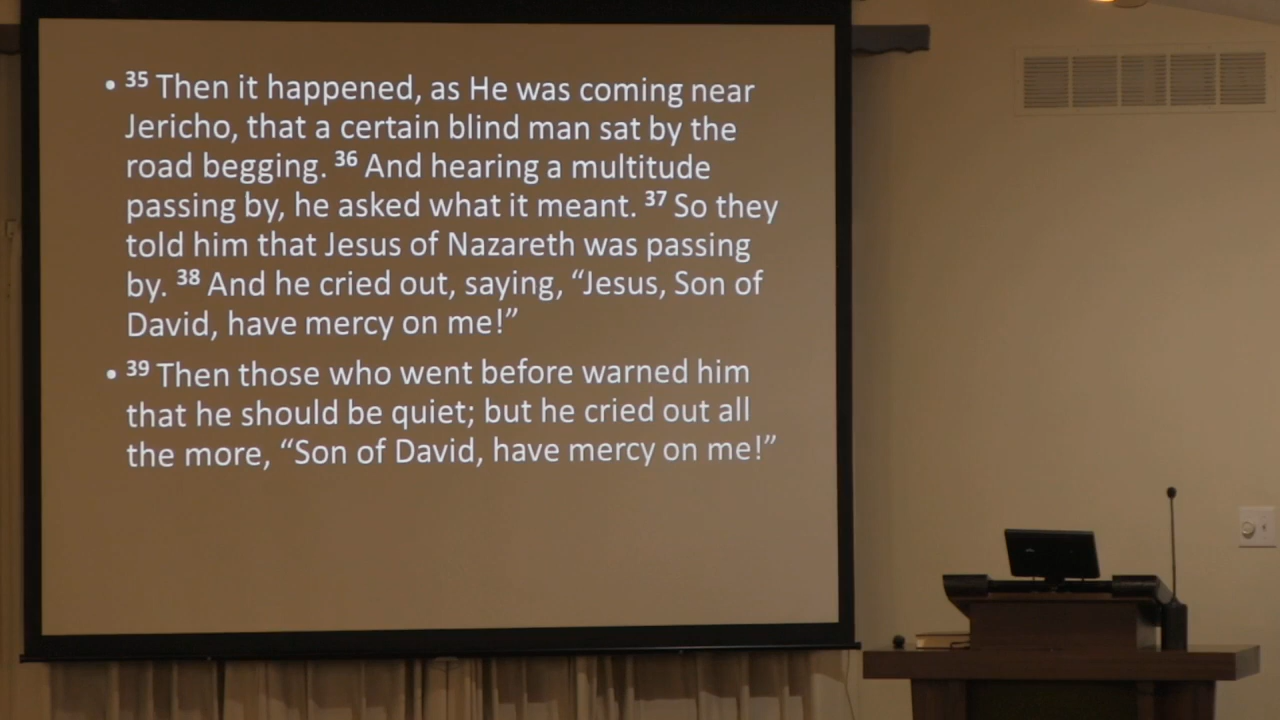 • 35 Then it happened, as He was coming near
Jericho, that a certain blind man sat by the
road begging. 36 And hearing a multitude
passing by, he asked what it meant. 37 So they
told him that Jesus of Nazareth was passing
by. 38 And he cried out, saying, “Jesus, Son of
David, have mercy on me!”
• 39 Then those who went before warned him
that he should be quiet; but he cried out all
the more, “Son of David, have mercy on me!”